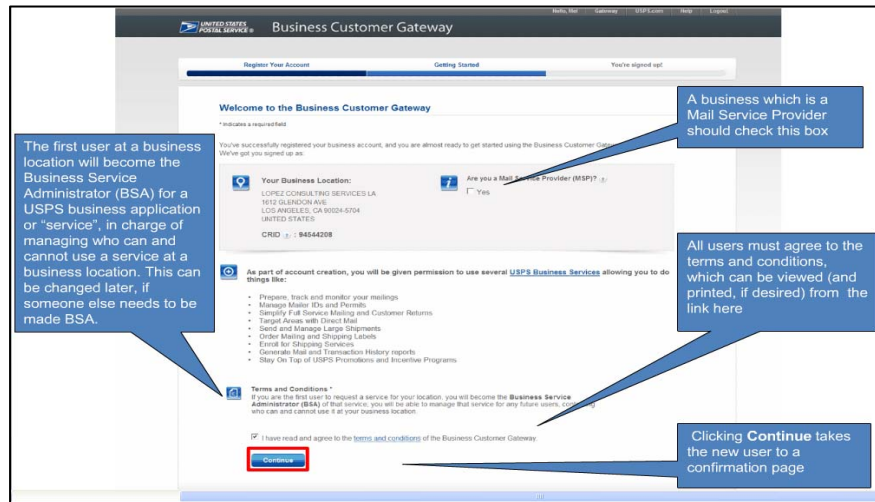 Hello, Mel Gateway USPS.com Help Logout
UNITED STATES
POSTAL SERVICE ®
Business Customer Gateway
Register Your Account Getting Started You're signed up!
Welcome to the Business Customer Gateway
* Indicates a required field
You've successfully registered your business account, and you are almost ready to get started using the Business Customer
We've got you signed up as:
Your Business Location:
LOPEZ CONSULTING SERVICES LA
1612 GLENDON AVE
LOS ANGELES, CA 90024-5704
UNITED STATES
CRID : 94544208
Are you a Mail Service Provider (MSP)?
Yes
As part of account creation, you will be given permission to use several USPS Business Services allowing you to do
things like:
• Prepare, track and monitor your mailings
• Manage Mailer IDs and Permits
• Simplify Full Service Mailing and Customer Returns
• Target Areas with Direct Mail
• Send and Manage Large Shipments
• Order Mailing and Shipping Labels
• Enroll for Shipping Services
• Generate Mail and Transaction History reports
• Stay On Top of USPS Promotions and Incentive Programs
Terms and Conditions *
If you are the first user to request a service for your location, you will become the Business Service
Administrator (BSA) of that service; you will be able to manage that service for any future users,
who can and cannot use it at your business location.
I have read and agree to the terms and conditions of the Business Customer Gateway.
Continue
The first user at a business
location will become the
Business Service
Administrator (BSA) for a
USPS business application
or “service”, in charge of
managing who can and
cannot use a service at a
business location. This can
be changed later, if
someone else needs to be
made BSA.
A business which is a
Mail Service Provider
should check this box
All users must agree to the
terms and conditions,
which can be viewed (and
printed, if desired) from the
link here
Clicking Continue takes
the new user to a
confirmation page